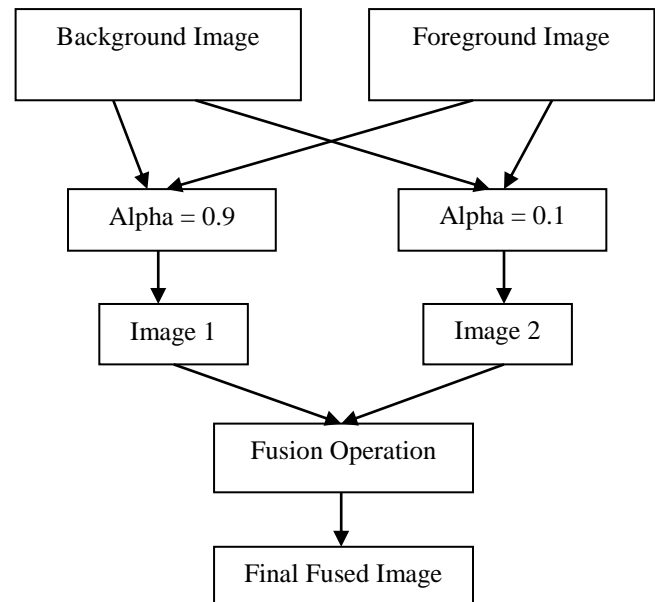 Background Image
Foreground Image
Alpha = 0.9
Alpha = 0.1
Image 1
Image 2
Fusion Operation
Final Fused Image